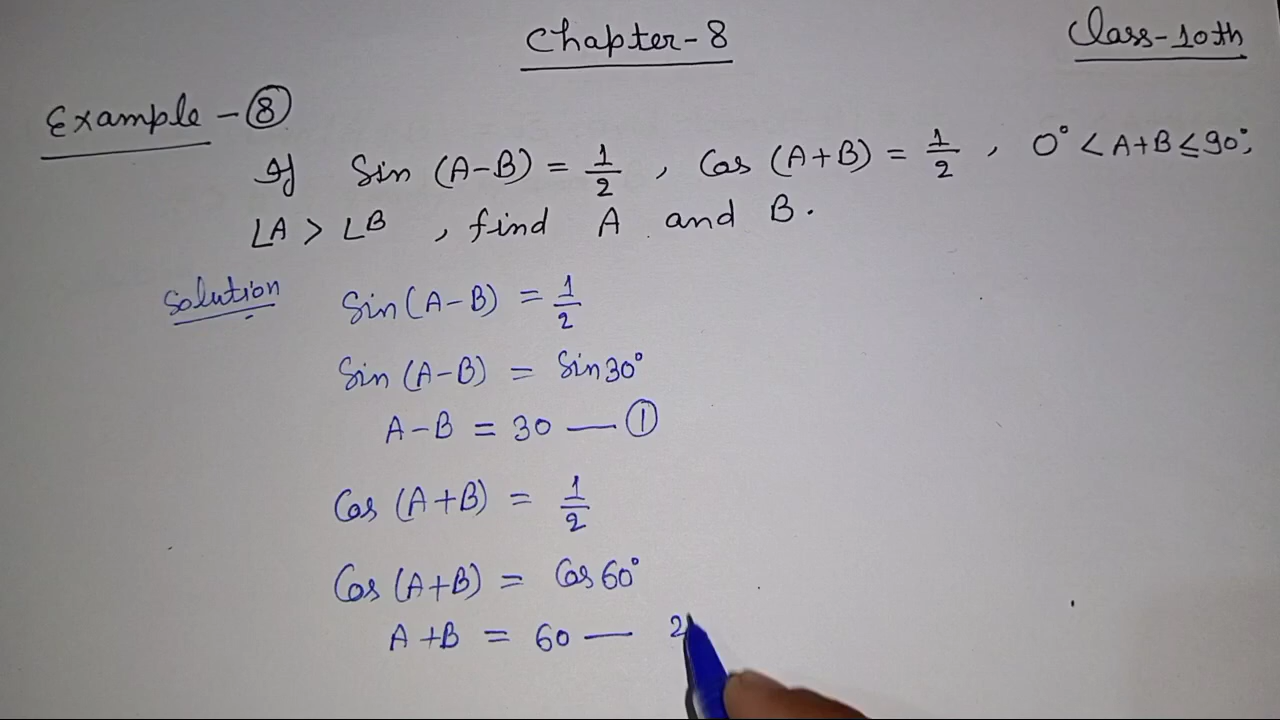 Chapter-8
Class-10th
Example-⑧
If Sin (A-B) = 1/2 , Cos (A+B) = 1/2 , 0° < A+B ≤ 90°,
∠A > ∠B , find A and B.
Solution
Sin (A-B) = 1/2
Sin (A-B) = Sin 30°
A-B = 30 — ①
Cos (A+B) = 1/2
Cos (A+B) = Cos 60°
A+B = 60 — 2